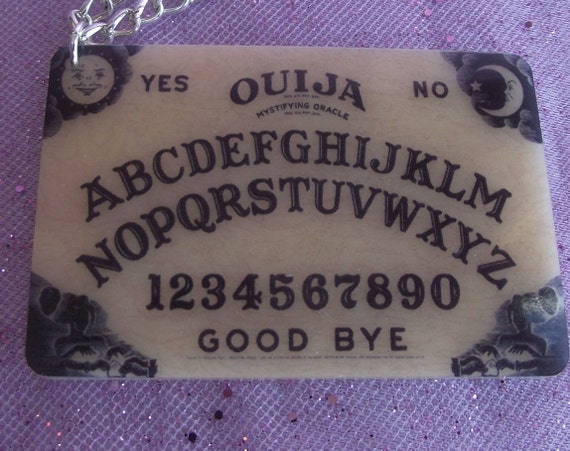 YES OUIJA NO
MYSTIFYING ORACLE
ABCDEFGHIJKLM
NOPQRSTUVWXYZ
1234567890
GOOD BYE